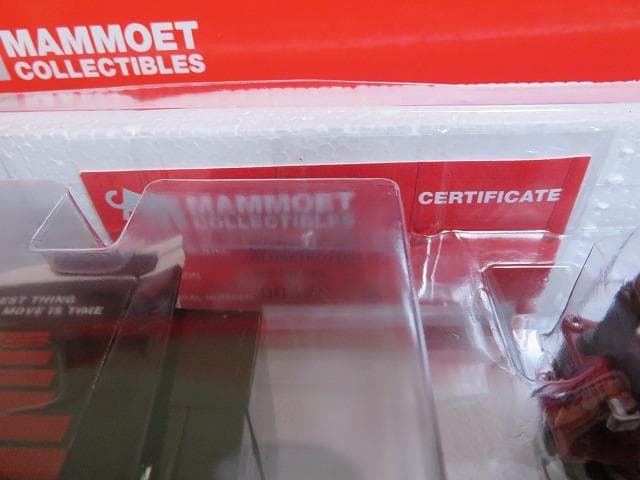 MAMMOET
COLLECTIBLES
MAMMOET
COLLECTIBLES
CERTIFICATE
EST THING
MOVE IS TIME